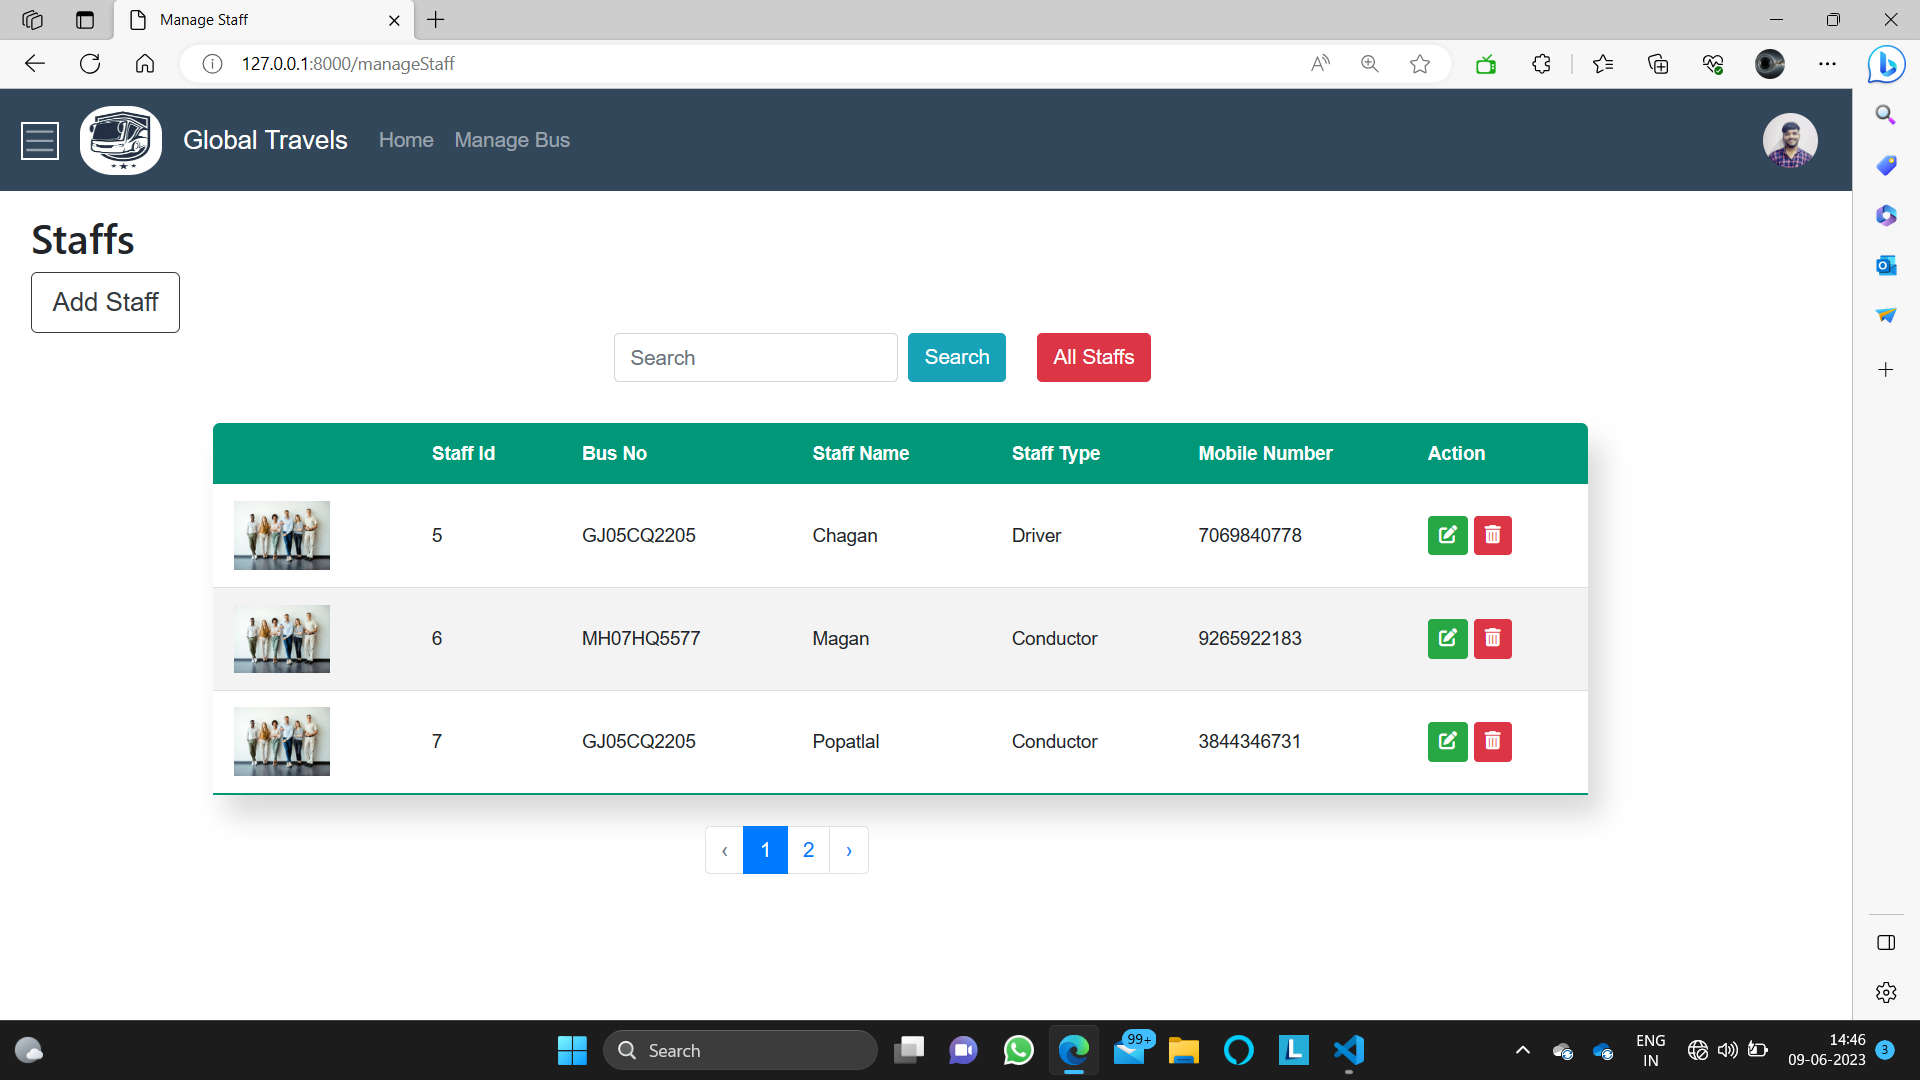 Manage Staff
127.0.0.1:8000/manageStaff
Global Travels Home Manage Bus
Staffs
Add Staff
Search Search All Staffs
Staff Id Bus No Staff Name Staff Type Mobile Number Action
5 GJ05CQ2205 Chagan Driver 7069840778
6 MH07HQ5577 Magan Conductor 9265922183
7 GJ05CQ2205 Popatlal Conductor 3844346731
‹ 1 2 ›
Search 99+ ENG IN 14:46 09-06-2023 3